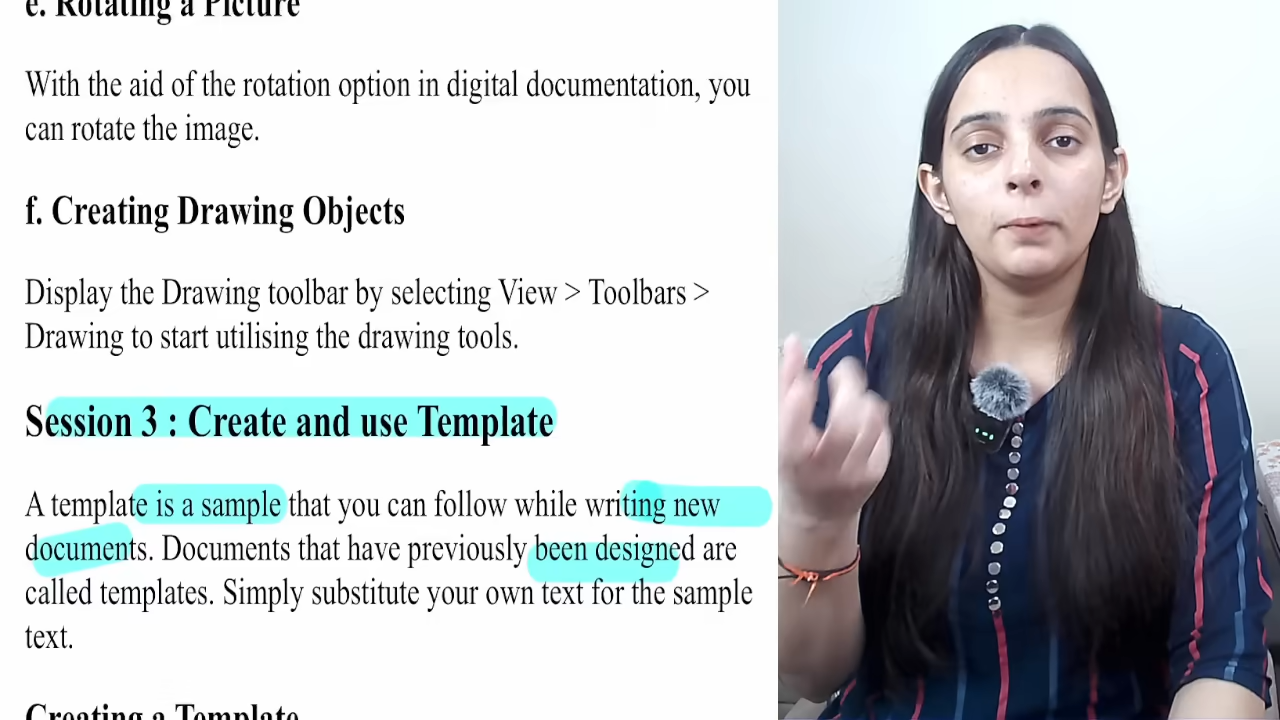 e. Rotating a Picture
With the aid of the rotation option in digital documentation, you
can rotate the image.
f. Creating Drawing Objects
Display the Drawing toolbar by selecting View > Toolbars >
Drawing to start utilising the drawing tools.
Session 3 : Create and use Template
A template is a sample that you can follow while writing new
documents. Documents that have previously been designed are
called templates. Simply substitute your own text for the sample
text.
Creating a Template